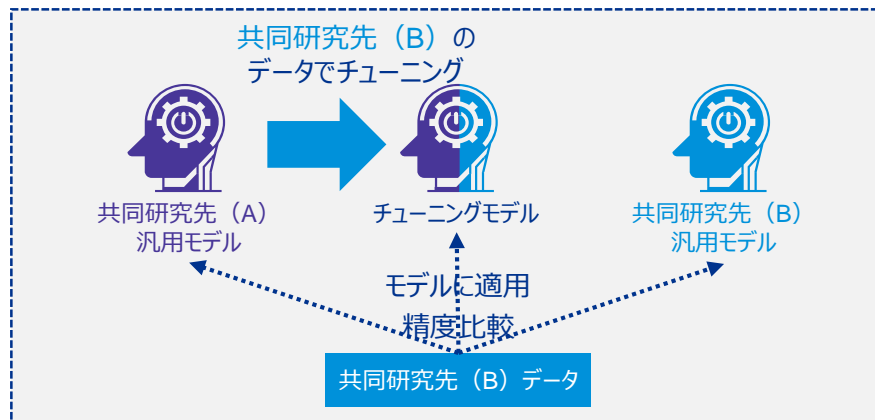 共同研究先（B）の
データでチューニング
共同研究先（A）
汎用モデル
チューニングモデル
共同研究先（B）
汎用モデル
モデルに適用
精度比較
共同研究先（B）データ